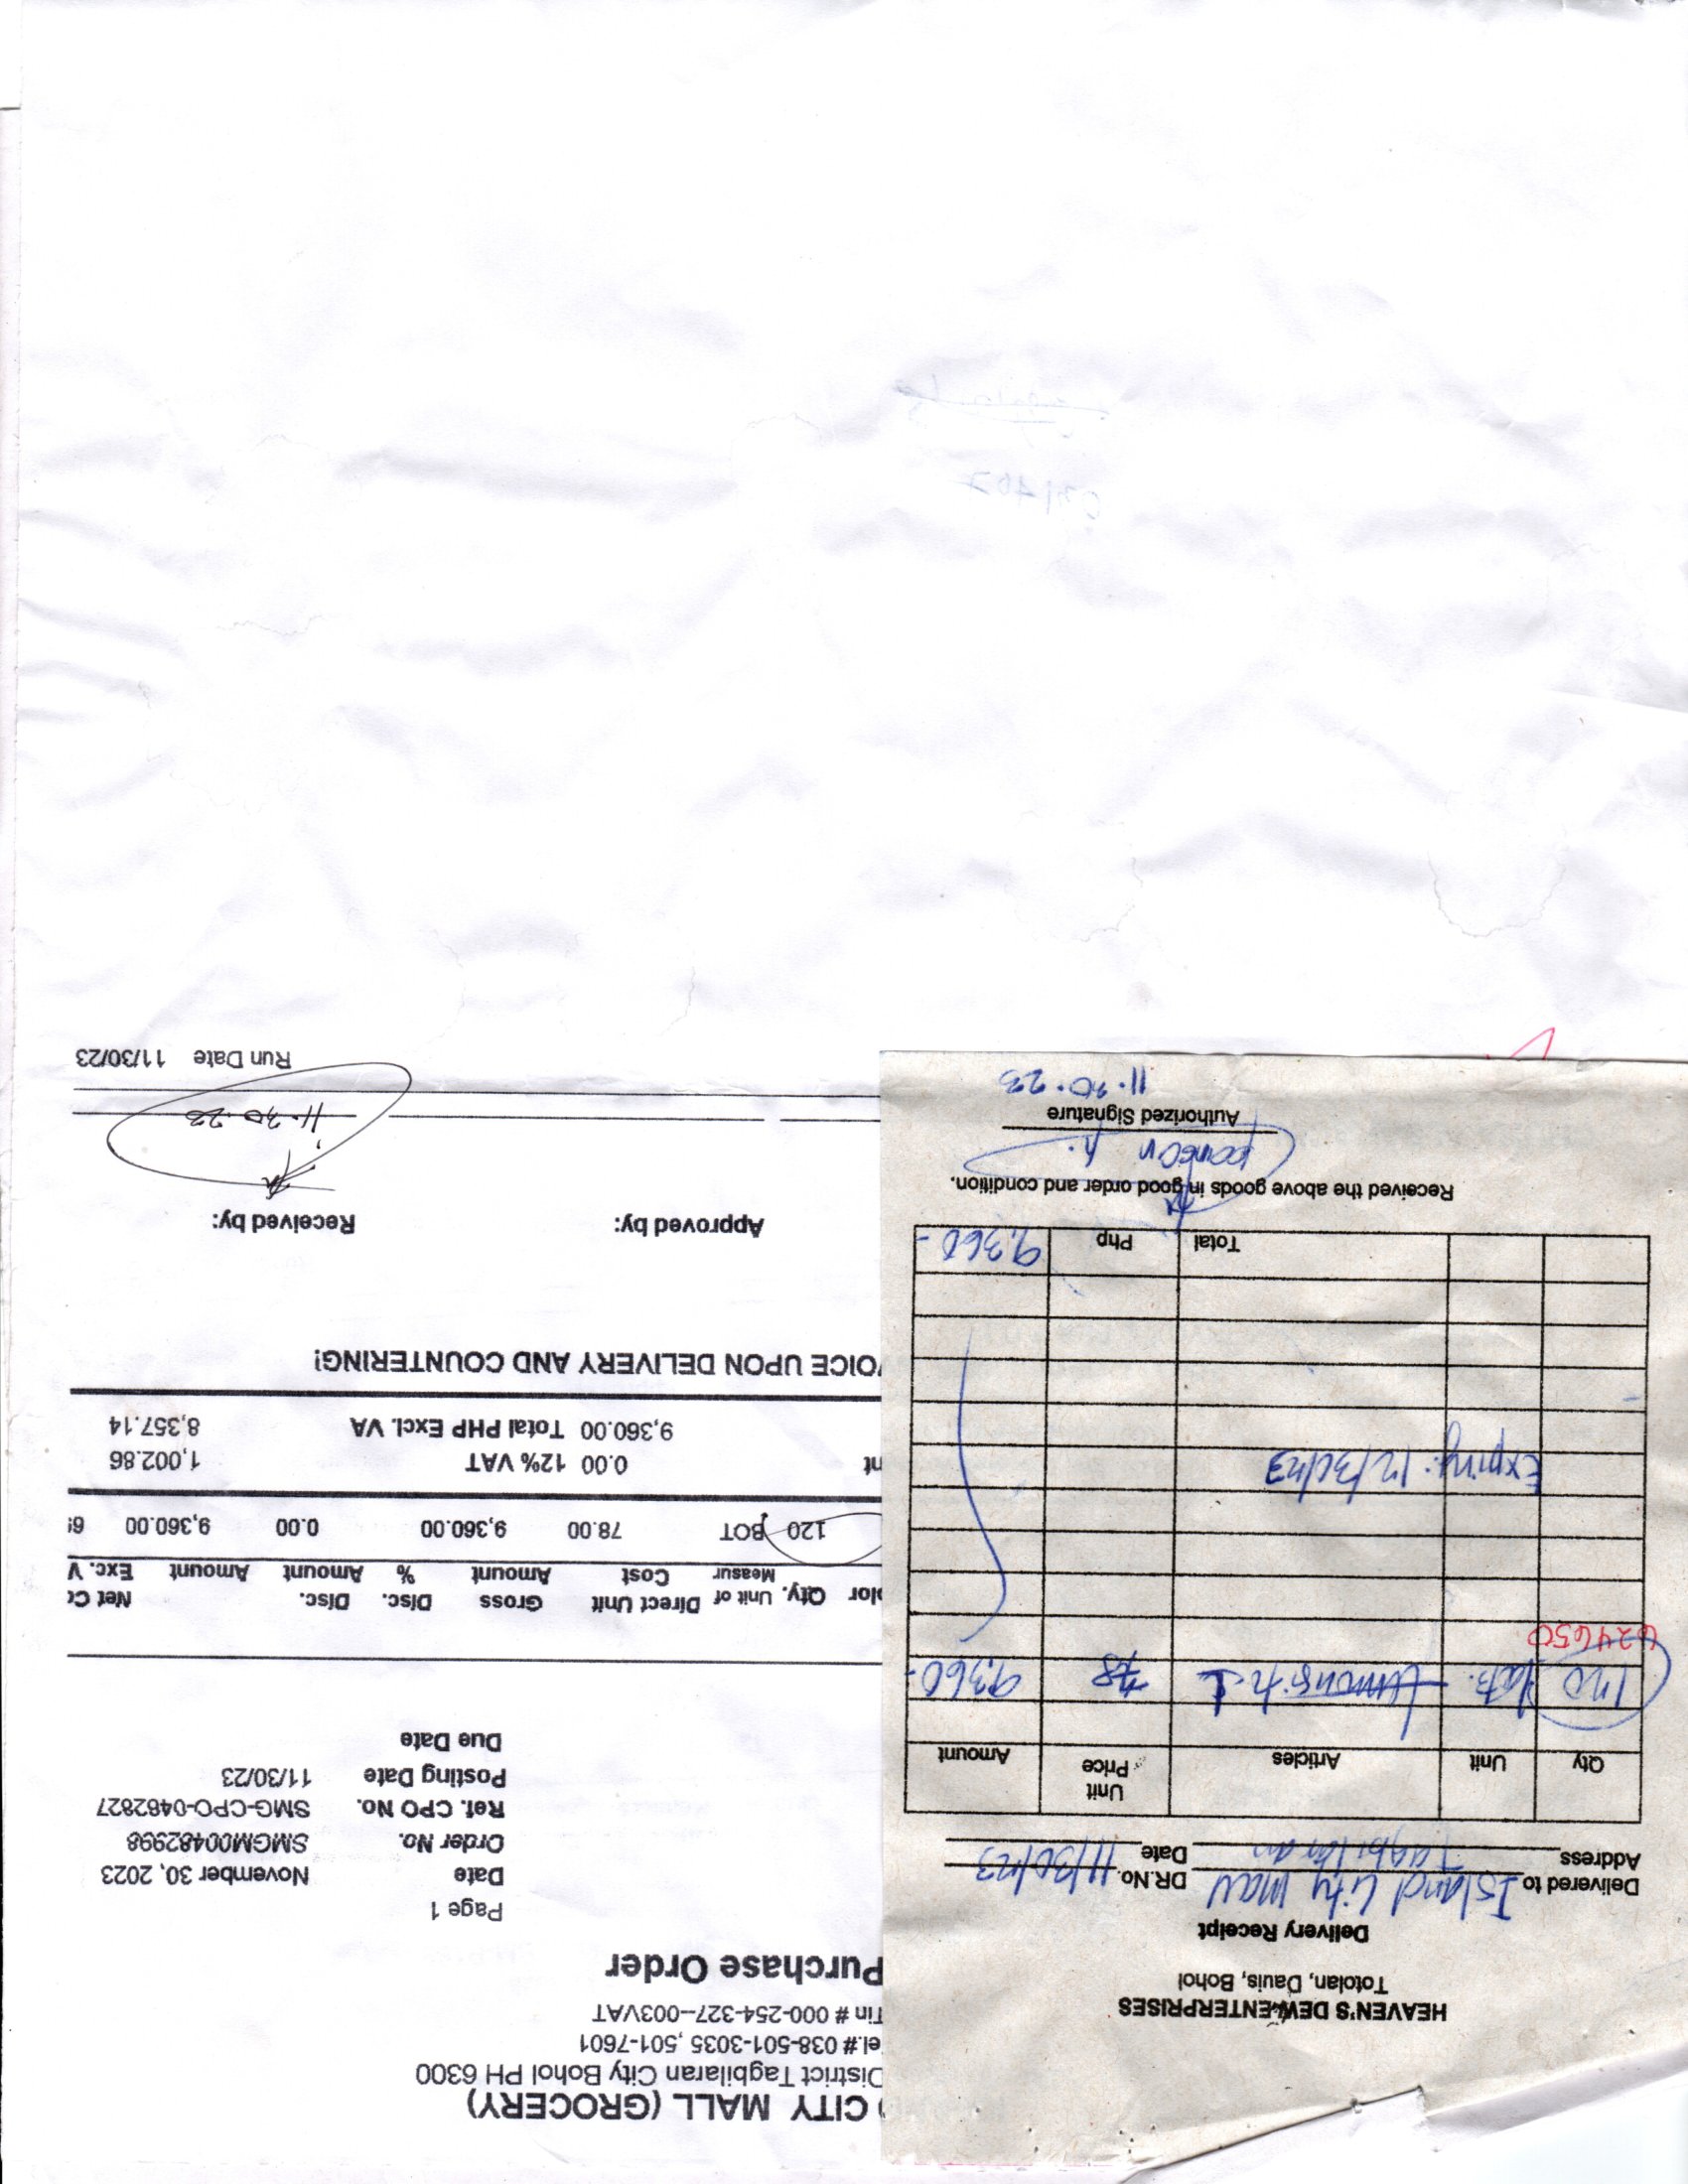 HEAVEN'S DEW ENTERPRISES
Totolan, Dauis, Bohol
Delivery Receipt
Delivered to Island City Mall DR.No.
Address Tagbilaran Date 11/30/23
Qty Unit Articles Unit Price Amount
120 78 9,360-
624650
Expiry: 12/30/23
Total Php 9,360-
Received the above goods in good order and condition.
Authorized Signature
11.30.23
CITY MALL (GROCERY)
District Tagbilaran City Bohol PH 6300
el.# 038-501-3035 ,501-7601
Tin # 000-254-327--003VAT
Purchase Order
Page 1
Date November 30, 2023
Order No. SMGM00482998
Ref. CPO No. SMG-CPO-0482827
Posting Date 11/30/23
Due Date
olor Qty. Unit of Measur Direct Unit Cost Gross Amount Disc. % Disc. Amount Amount Net Co Exc. V
120 BOT 78.00 9,360.00 0.00 9,360.00 69
nt 0.00 12% VAT 1,002.86
9,360.00 Total PHP Excl. VA 8,357.14
VOICE UPON DELIVERY AND COUNTERING!
Approved by: Received by:
11.30.23
Run Date 11/30/23